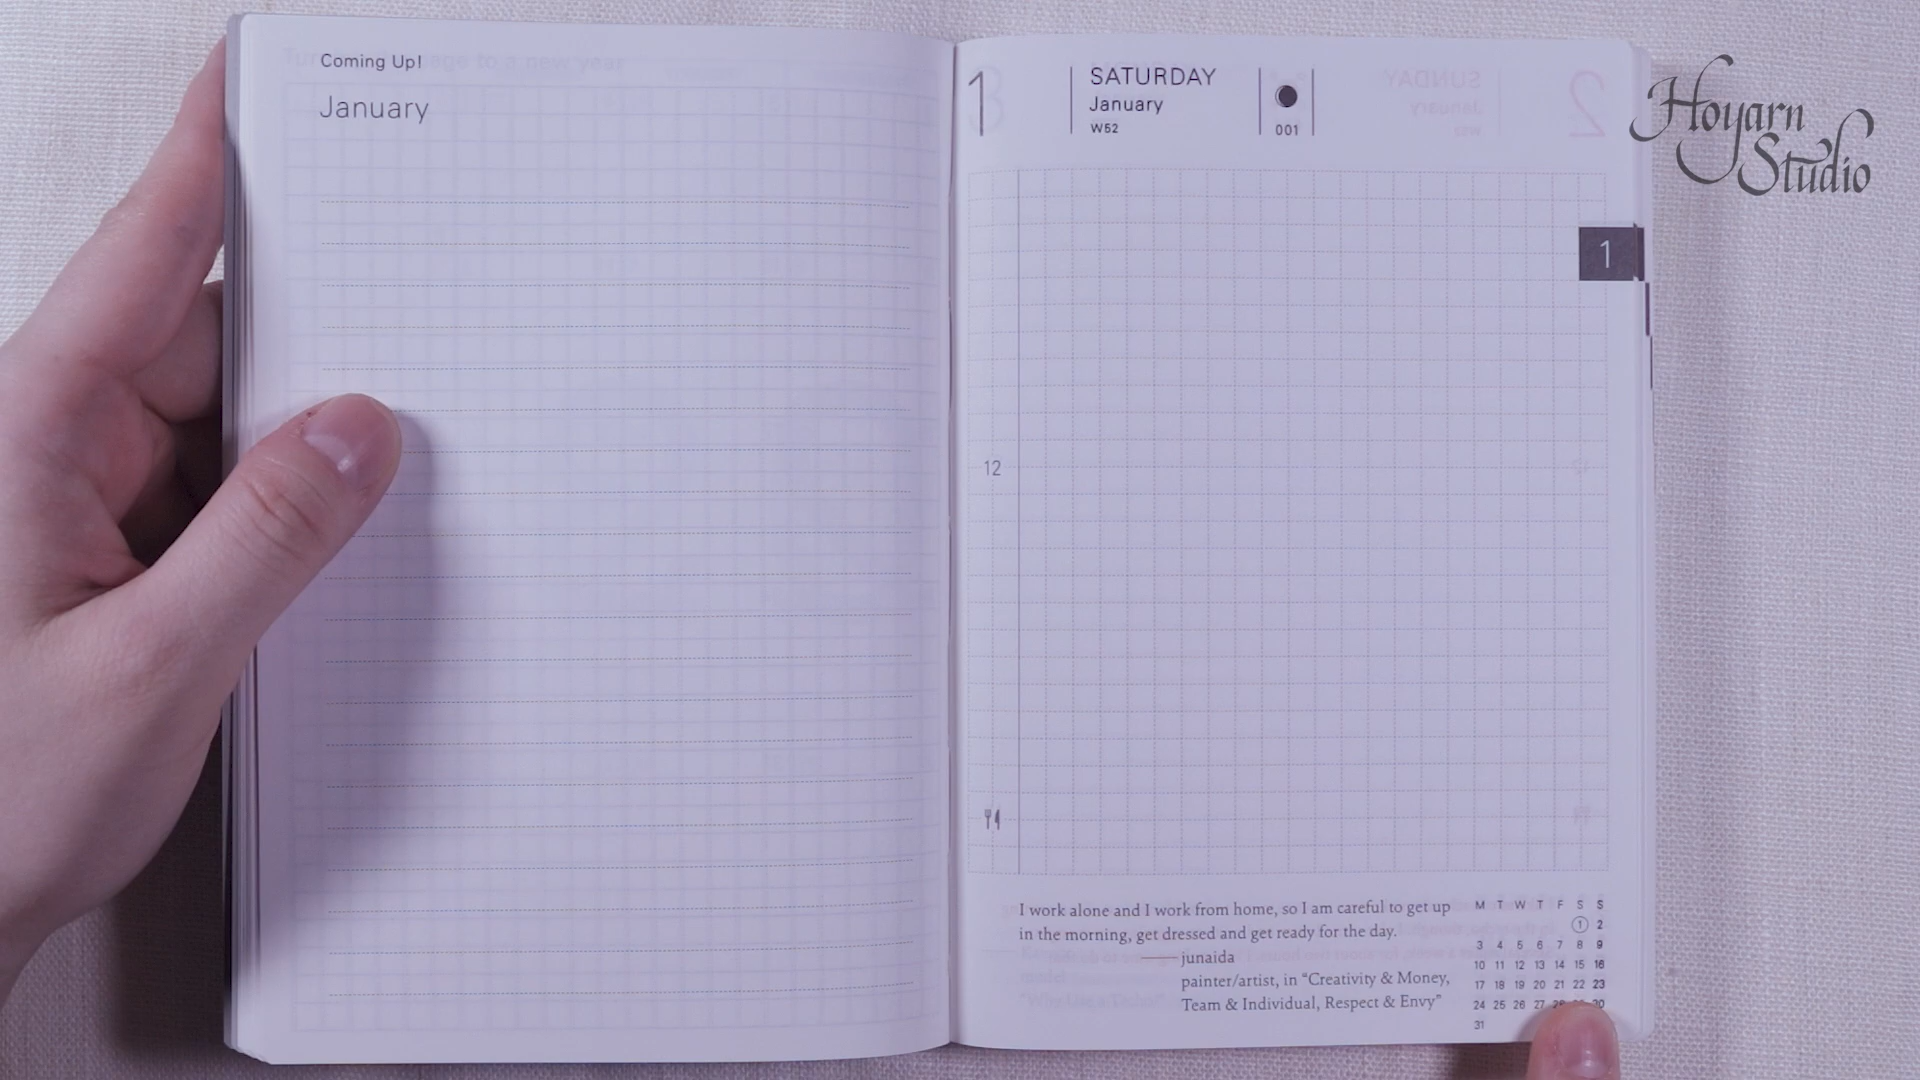 Coming Up!
January
1
SATURDAY
January
W52
001
Hoyarn
Studio
1
12
I work alone and I work from home, so I am careful to get up
in the morning, get dressed and get ready for the day.
——junaida
painter/artist, in “Creativity & Money,
Team & Individual, Respect & Envy”
M T W T F S S
1 2
3 4 5 6 7 8 9
10 11 12 13 14 15 16
17 18 19 20 21 22 23
24 25 26 27 28 29 30
31